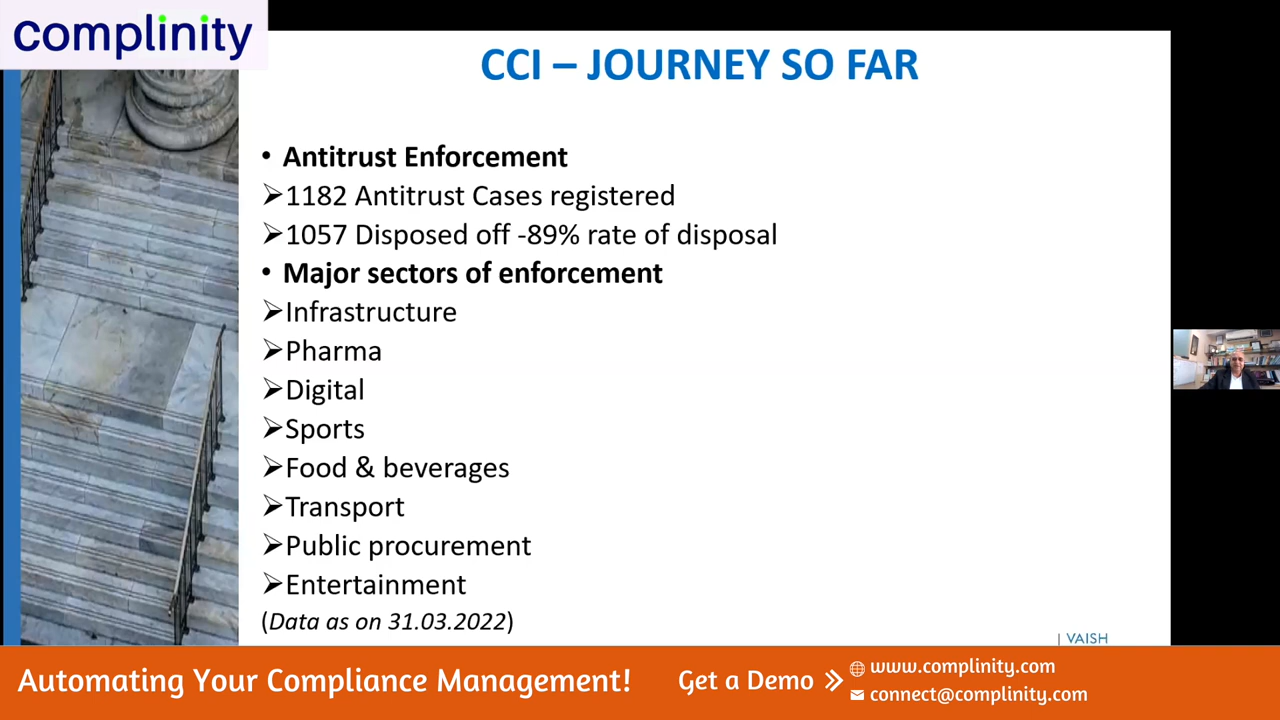 complinity
CCI – JOURNEY SO FAR
• Antitrust Enforcement
➢1182 Antitrust Cases registered
➢1057 Disposed off -89% rate of disposal
• Major sectors of enforcement
➢Infrastructure
➢Pharma
➢Digital
➢Sports
➢Food & beverages
➢Transport
➢Public procurement
➢Entertainment
(Data as on 31.03.2022)
| VAISH
Automating Your Compliance Management!
Get a Demo
www.complinity.com
connect@complinity.com